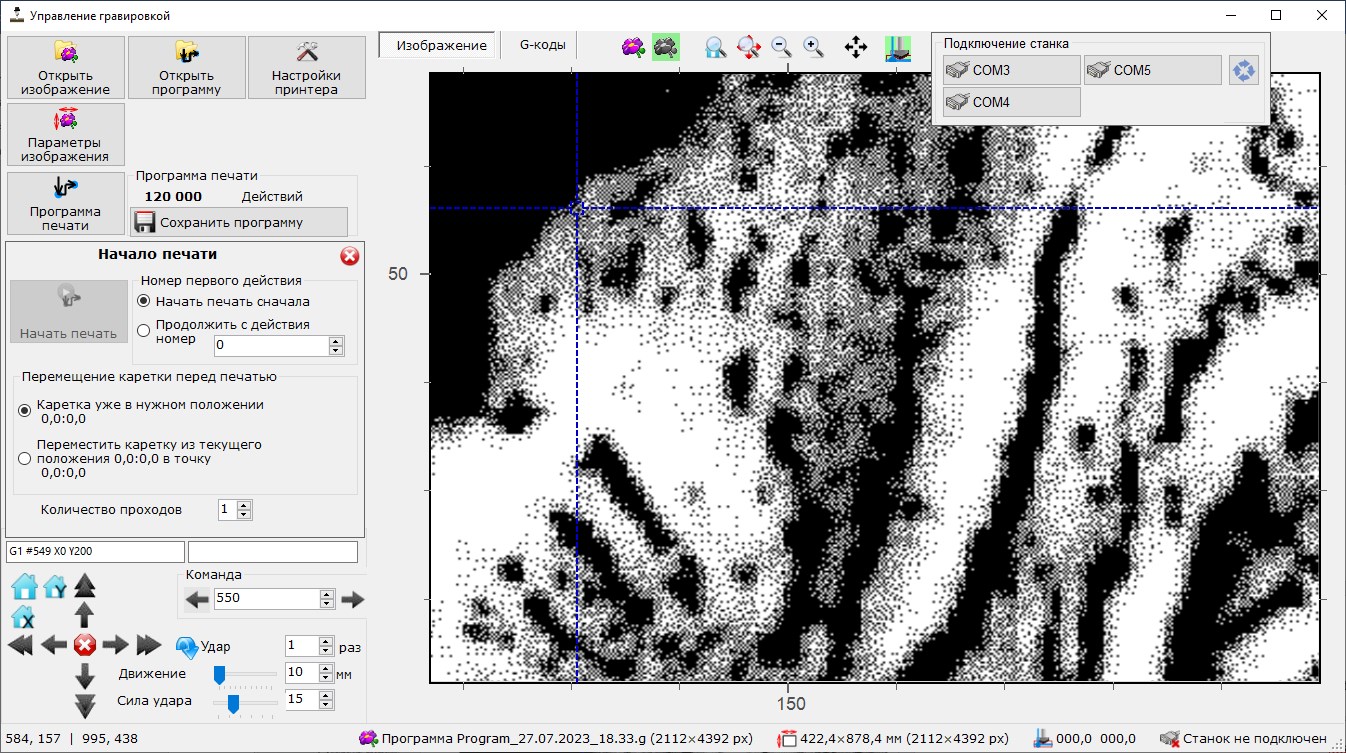 Управление гравировкой
Открыть
изображение
Открыть
программу
Настройки
принтера
Параметры
изображения
Программа
печати
Программа печати
120 000 Действий
Сохранить программу
Начало печати
Начать печать
Номер первого действия
Начать печать сначала
Продолжить с действия
номер 0
Перемещение каретки перед печатью
Каретка уже в нужном положении
0,0:0,0
Переместить каретку из текущего
положения 0,0:0,0 в точку
0,0:0,0
Количество проходов 1
G1 #549 X0 Y200
Команда
550
Y
X
Удар 1 раз
Движение 10 мм
Сила удара 15
Изображение
G-коды
Подключение станка
COM3
COM5
COM4
50
150
584, 157 | 995, 438
Программа Program_27.07.2023_18.33.g (2112×4392 px)
422,4×878,4 мм (2112×4392 px)
000,0 000,0
Станок не подключен